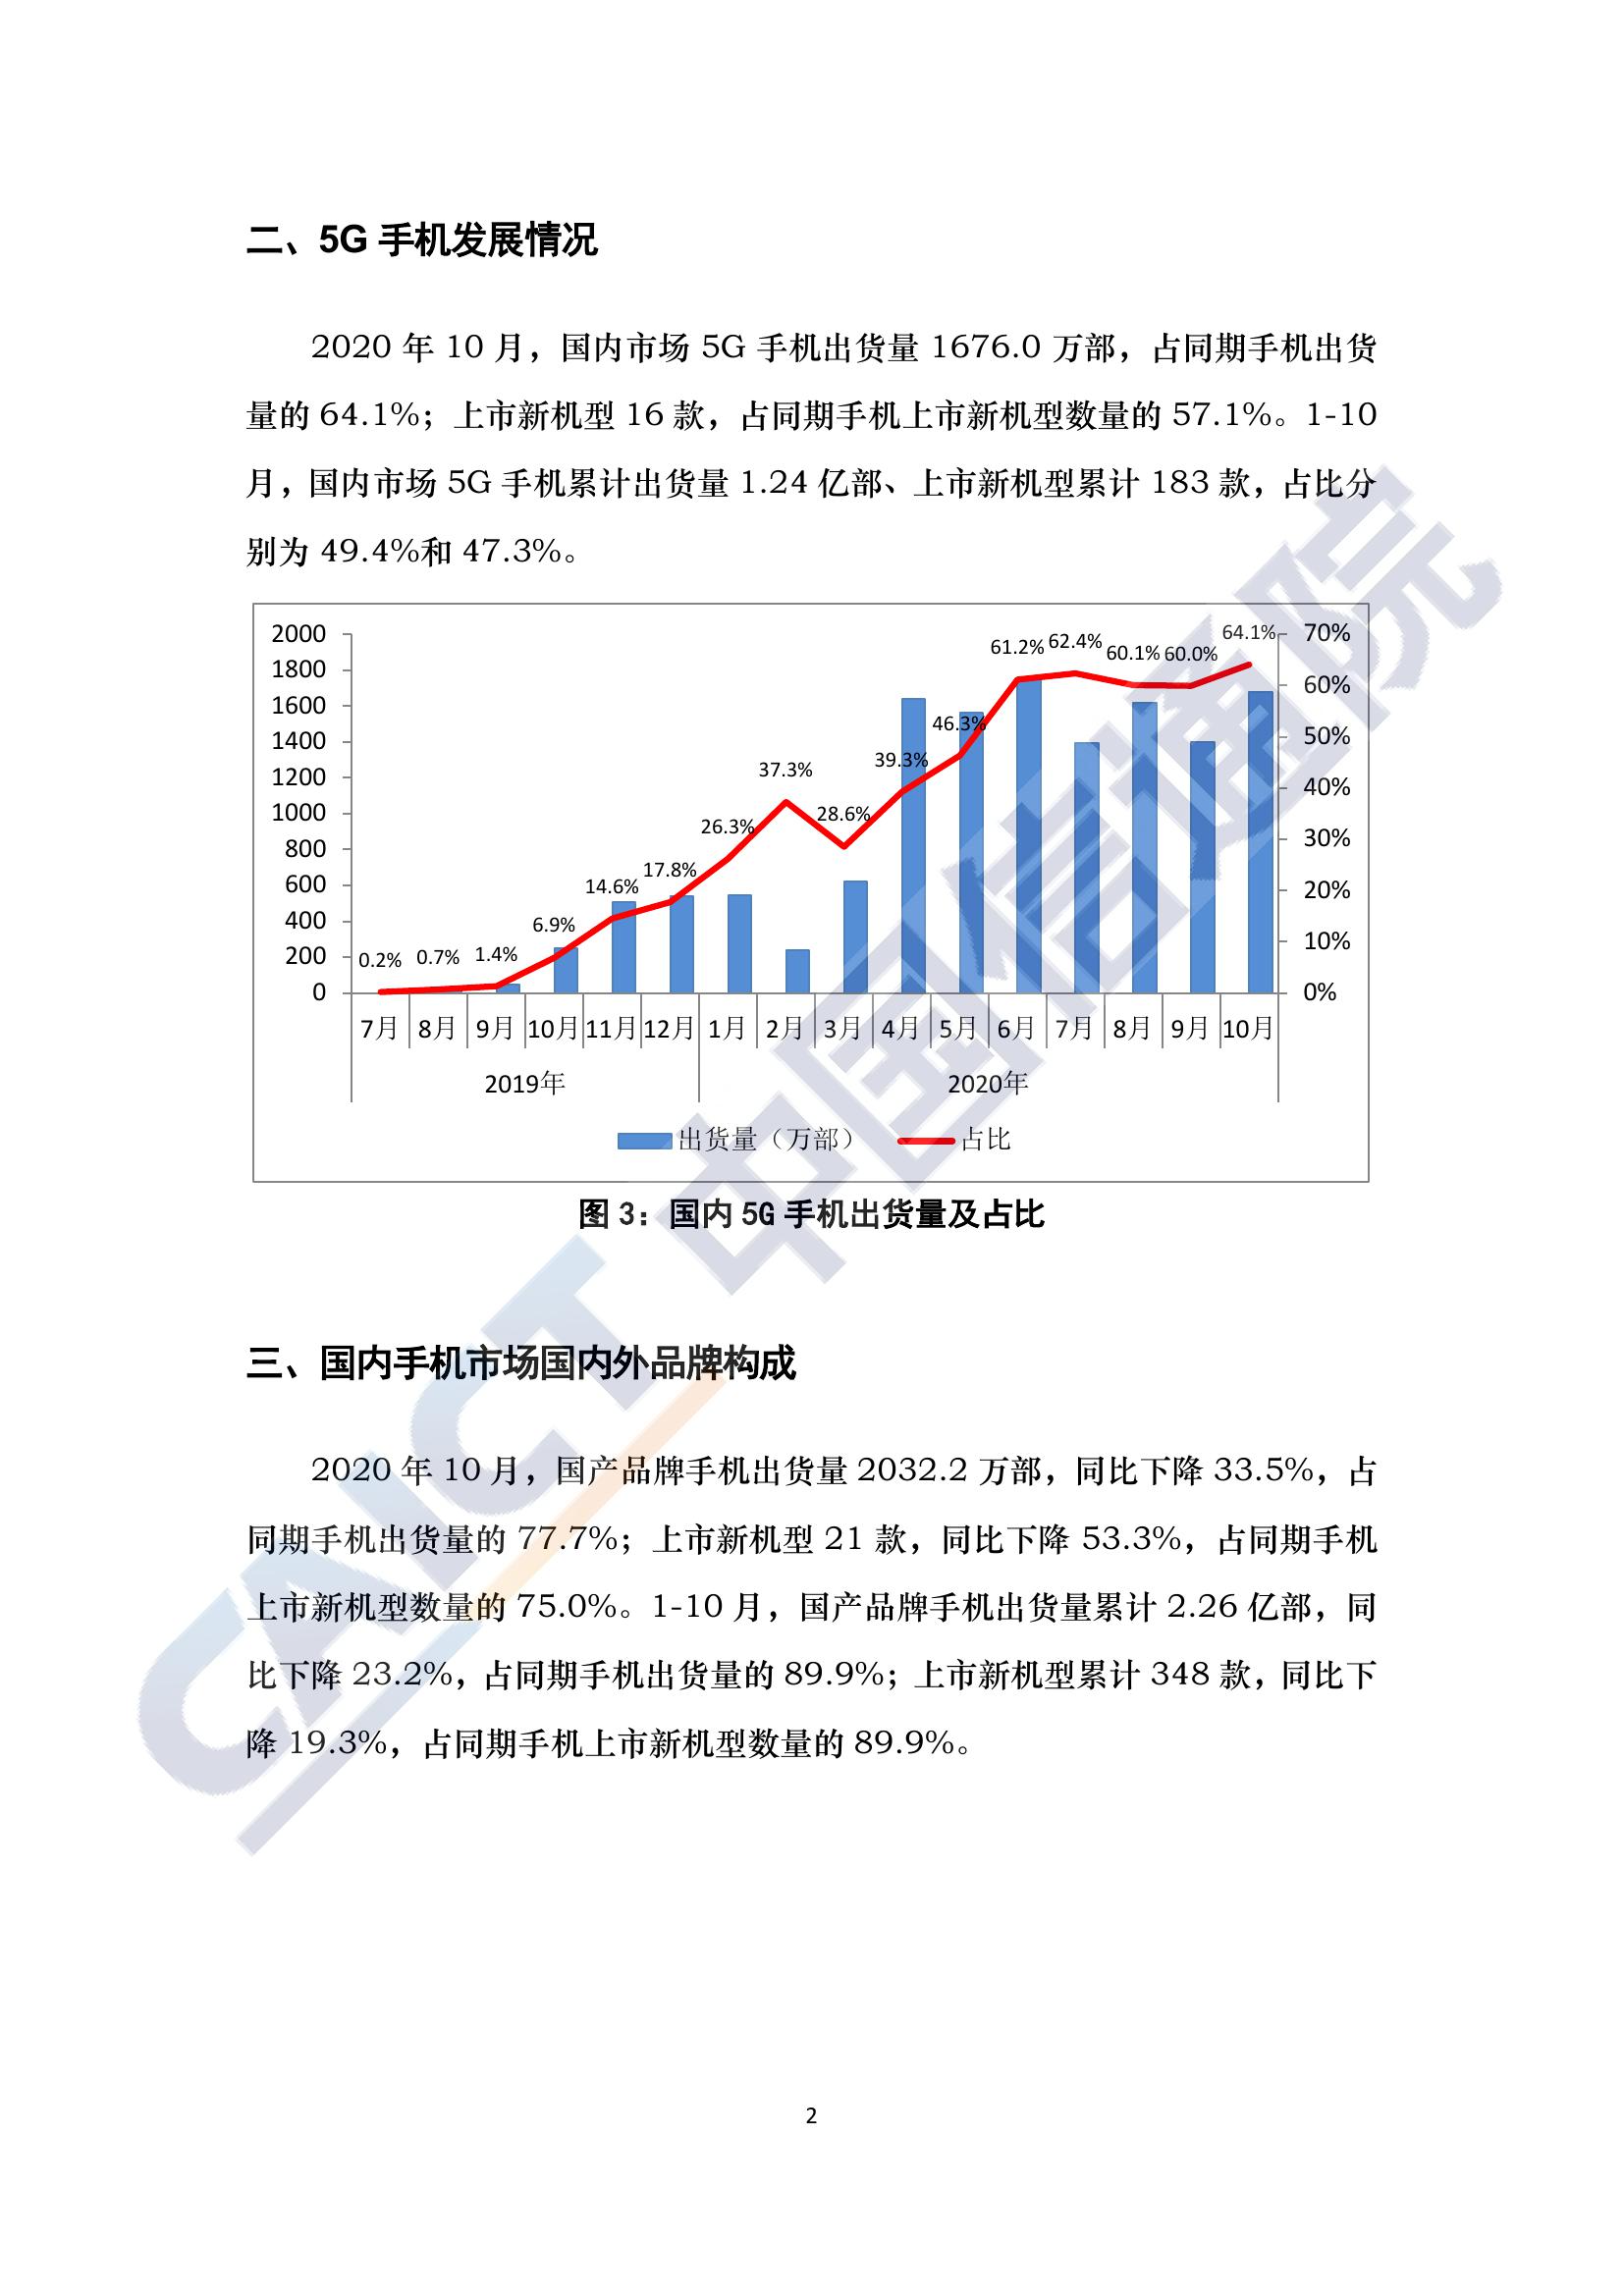 二、5G 手机发展情况
2020 年 10 月，国内市场 5G 手机出货量 1676.0 万部，占同期手机出货
量的 64.1%；上市新机型 16 款，占同期手机上市新机型数量的 57.1%。1-10
月，国内市场 5G 手机累计出货量 1.24 亿部、上市新机型累计 183 款，占比分
别为 49.4%和 47.3%。
2000
1800
1600
1400
1200
1000
800
600
400
200
0
0.2% 0.7% 1.4% 6.9% 14.6% 17.8% 26.3% 37.3% 28.6% 39.3% 46.3% 61.2% 62.4% 60.1% 60.0% 64.1%
70%
60%
50%
40%
30%
20%
10%
0%
7月 8月 9月 10月 11月 12月 1月 2月 3月 4月 5月 6月 7月 8月 9月 10月
2019年 2020年
出货量（万部） 占比
图 3：国内 5G 手机出货量及占比
三、国内手机市场国内外品牌构成
2020 年 10 月，国产品牌手机出货量 2032.2 万部，同比下降 33.5%，占
同期手机出货量的 77.7%；上市新机型 21 款，同比下降 53.3%，占同期手机
上市新机型数量的 75.0%。1-10 月，国产品牌手机出货量累计 2.26 亿部，同
比下降 23.2%，占同期手机出货量的 89.9%；上市新机型累计 348 款，同比下
降 19.3%，占同期手机上市新机型数量的 89.9%。
CAICT 中国信通院
2